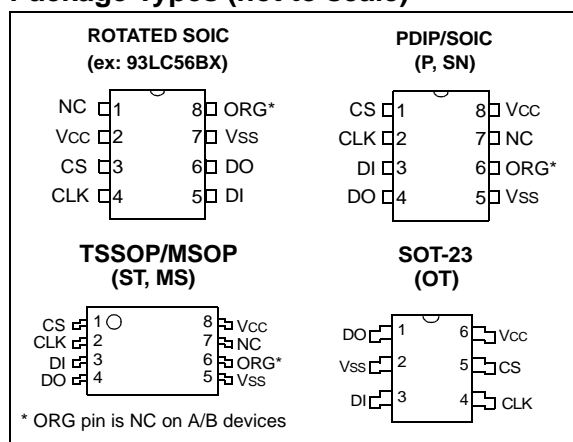 Package Types (not to scale)
ROTATED SOIC
(ex: 93LC56BX)
NC 1 8 ORG*
VCC 2 7 VSS
CS 3 6 DO
CLK 4 5 DI
PDIP/SOIC
(P, SN)
CS 1 8 VCC
CLK 2 7 NC
DI 3 6 ORG*
DO 4 5 VSS
TSSOP/MSOP
(ST, MS)
CS 1 8 VCC
CLK 2 7 NC
DI 3 6 ORG*
DO 4 5 VSS
SOT-23
(OT)
DO 1 6 VCC
VSS 2 5 CS
DI 3 4 CLK
* ORG pin is NC on A/B devices